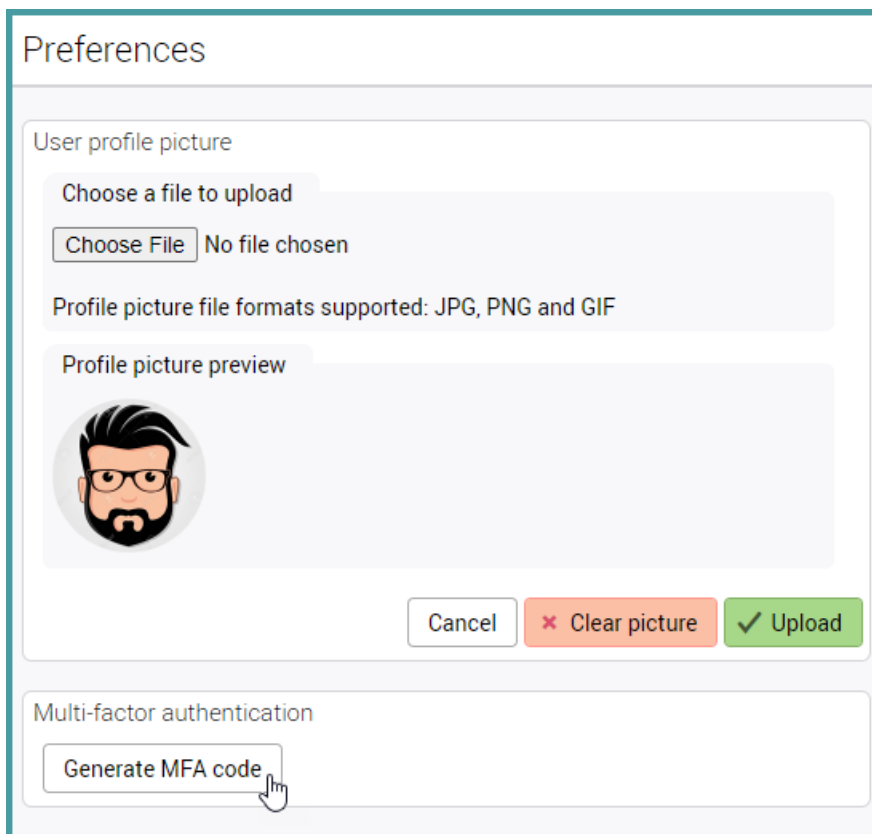 Preferences
User profile picture
Choose a file to upload
Choose File No file chosen
Profile picture file formats supported: JPG, PNG and GIF
Profile picture preview
Cancel Clear picture Upload
Multi-factor authentication
Generate MFA code